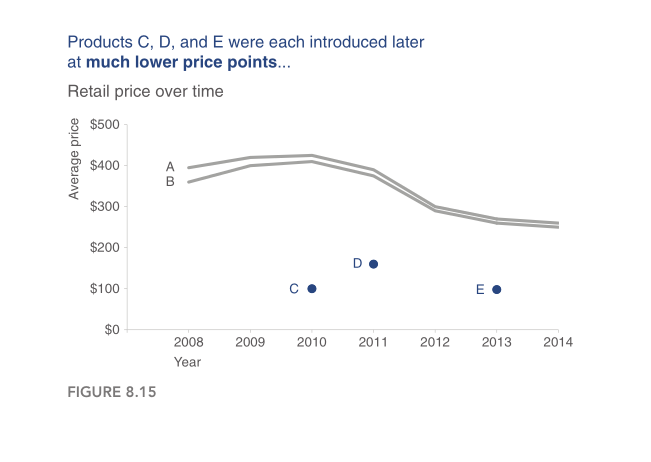 Products C, D, and E were each introduced later
at much lower price points...
Retail price over time
Average price
$500
$400
$300
$200
$100
$0
A
B
C
D
E
2008 2009 2010 2011 2012 2013 2014
Year
FIGURE 8.15